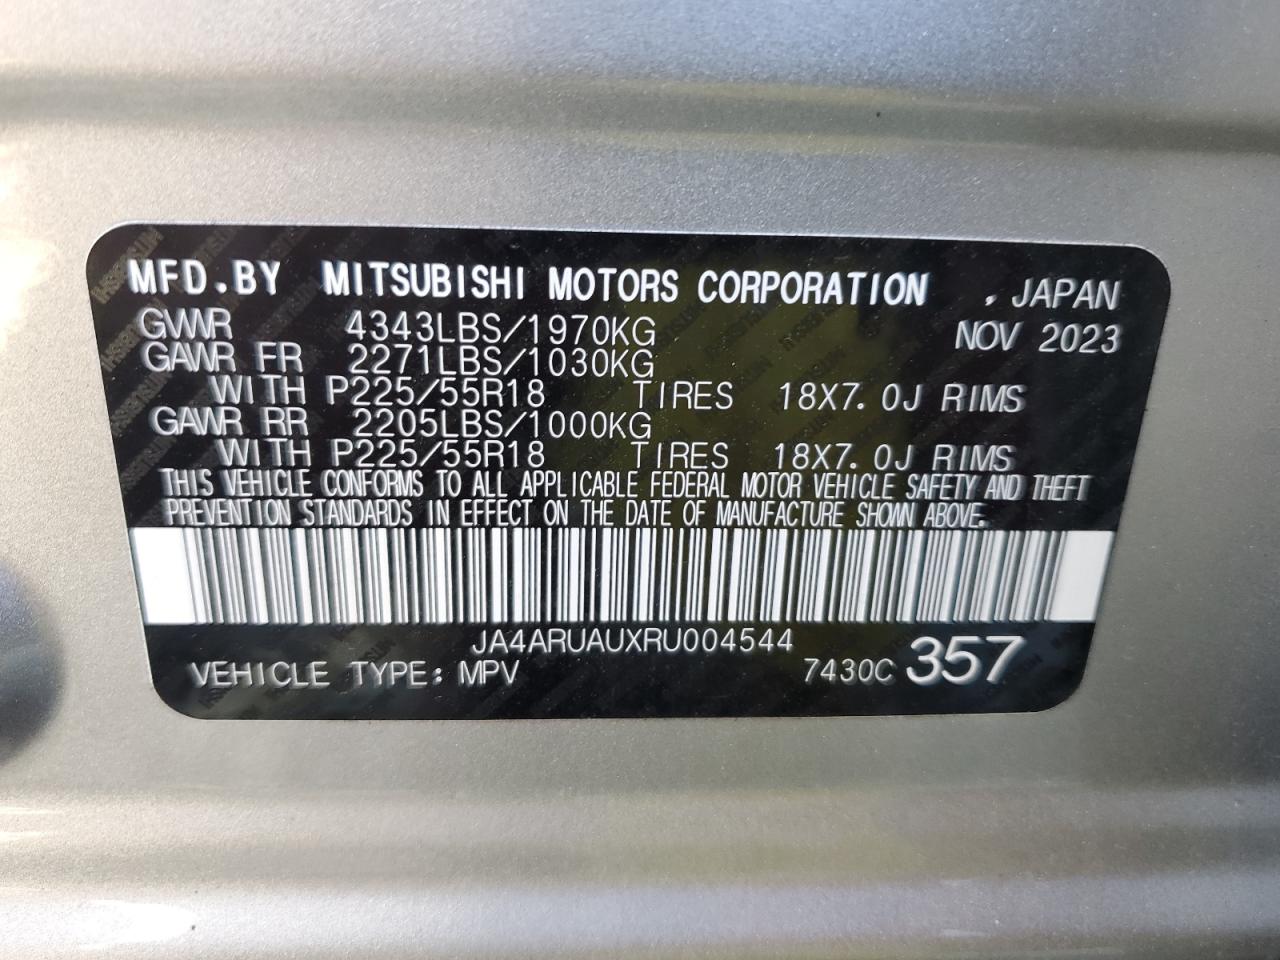 MFD.BY MITSUBISHI MOTORS CORPORATION , JAPAN
GVWR 4343LBS/1970KG NOV 2023
GAWR FR 2271LBS/1030KG
WITH P225/55R18 TIRES 18X7.0J RIMS
GAWR RR 2205LBS/1000KG
WITH P225/55R18 TIRES 18X7.0J RIMS
THIS VEHICLE CONFORMS TO ALL APPLICABLE FEDERAL MOTOR VEHICLE SAFETY AND THEFT
PREVENTION STANDARDS IN EFFECT ON THE DATE OF MANUFACTURE SHOWN ABOVE.
JA4ARUAUXRU004544
VEHICLE TYPE: MPV 7430C 357